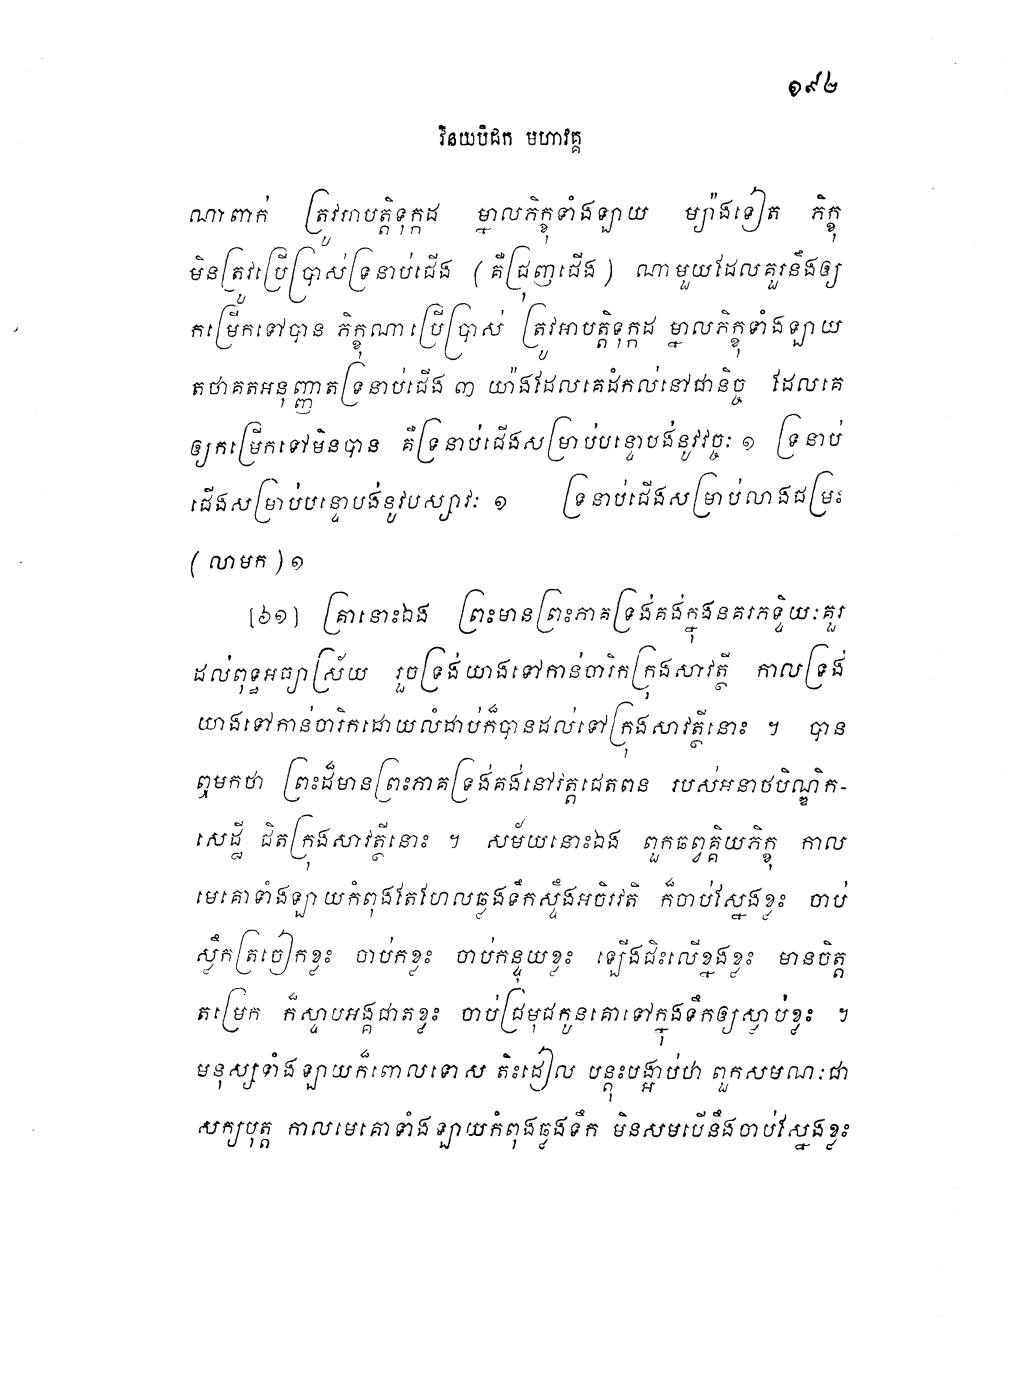 ១៩២
វិនយបិដក មហាវគ្គ
ណាពាក់ ត្រូវអាបត្តិទុក្កដ ម្នាលភិក្ខុទាំងឡាយ ម្យ៉ាងទៀត ភិក្ខុ
មិនត្រូវប្រើប្រាស់ទ្រនាប់ជើង (គឺជ្រុញជើង) ណាមួយដែលគួរនឹងឲ្យ
កម្រើកទៅបាន ភិក្ខុណាប្រើប្រាស់ ត្រូវអាបត្តិទុក្កដ ម្នាលភិក្ខុទាំងឡាយ
តថាគតអនុញ្ញាតទ្រនាប់ជើង ៣ យ៉ាងដែលគេដំកល់នៅជានិច្ច ដែលគេ
ឲ្យកម្រើកទៅមិនបាន គឺទ្រនាប់ជើងសម្រាប់បន្ទោបង់នូវវច្ចៈ ១ ទ្រនាប់
ជើងសម្រាប់បន្ទោបង់នូវបស្សាវៈ ១ ទ្រនាប់ជើងសម្រាប់លាងជម្រះ
(លាមក) ១
[៦១] គ្រានោះឯង ព្រះមានព្រះភាគទ្រង់គង់ក្នុងនគរភទ្ទិយៈគួរ
ដល់ពុទ្ធអធ្យាស្រ័យ រួចទ្រង់យាងទៅកាន់ចារិកក្រុងសាវត្ថី កាលទ្រង់
យាងទៅកាន់ចារិកដោយលំដាប់ក៏បានដល់ទៅក្រុងសាវត្ថីនោះ ។ បាន
ឮមកថា ព្រះដ៏មានព្រះភាគទ្រង់គង់នៅវត្តជេតពន របស់អនាថបិណ្ឌិក-
សេដ្ឋី ជិតក្រុងសាវត្ថីនោះ ។ សម័យនោះឯង ពួកឆព្វគ្គិយភិក្ខុ កាល
មេគោទាំងឡាយកំពុងតែហែលឆ្លងទឹកស្ទឹងអចិរវតិ ក៏ចាប់ស្នែងខ្លះ ចាប់
ស្លឹកត្រចៀកខ្លះ ចាប់កខ្លះ ចាប់កន្ទុយខ្លះ ឡើងជិះលើខ្នងខ្លះ មានចិត្ត
តម្រេក ក៏ស្ទាបអង្គជាតខ្លះ ចាប់ជ្រមុជកូនគោទៅក្នុងទឹកឲ្យស្លាប់ខ្លះ ។
មនុស្សទាំងឡាយក៏ពោលទោស តិះដៀល បន្តុះបង្អាប់ថា ពួកសមណៈជា
សក្យបុត្ត កាលមេគោទាំងឡាយកំពុងឆ្លងទឹក មិនសមបើនឹងចាប់ស្នែងខ្លះ